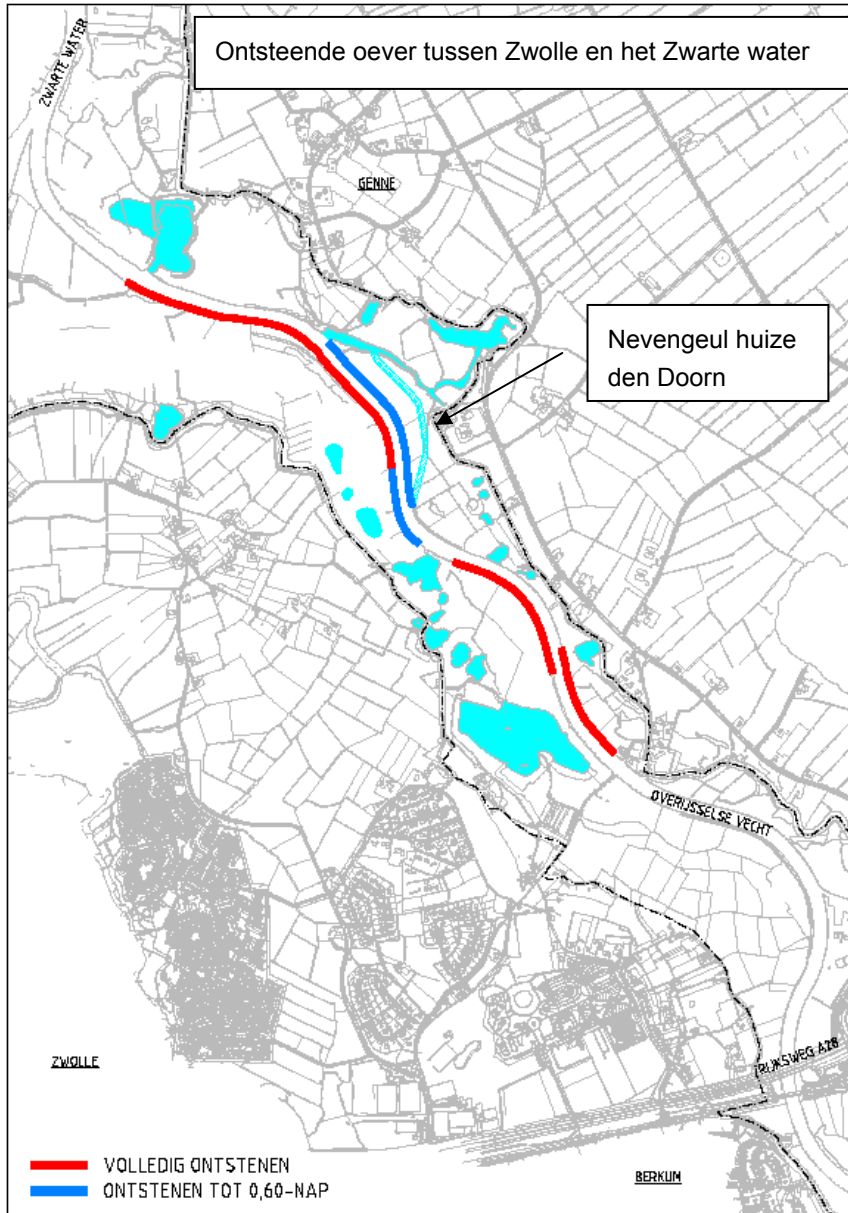 Ontsteende oever tussen Zwolle en het Zwarte water
ZWARTE WATER
GENNE
Nevengeul huize
den Doorn
OVERIJSSELSE VECHT
RIJKSWEG A28
ZWOLLE
BERKUM
VOLLEDIG ONTSTENEN
ONTSTENEN TOT 0,60-NAP